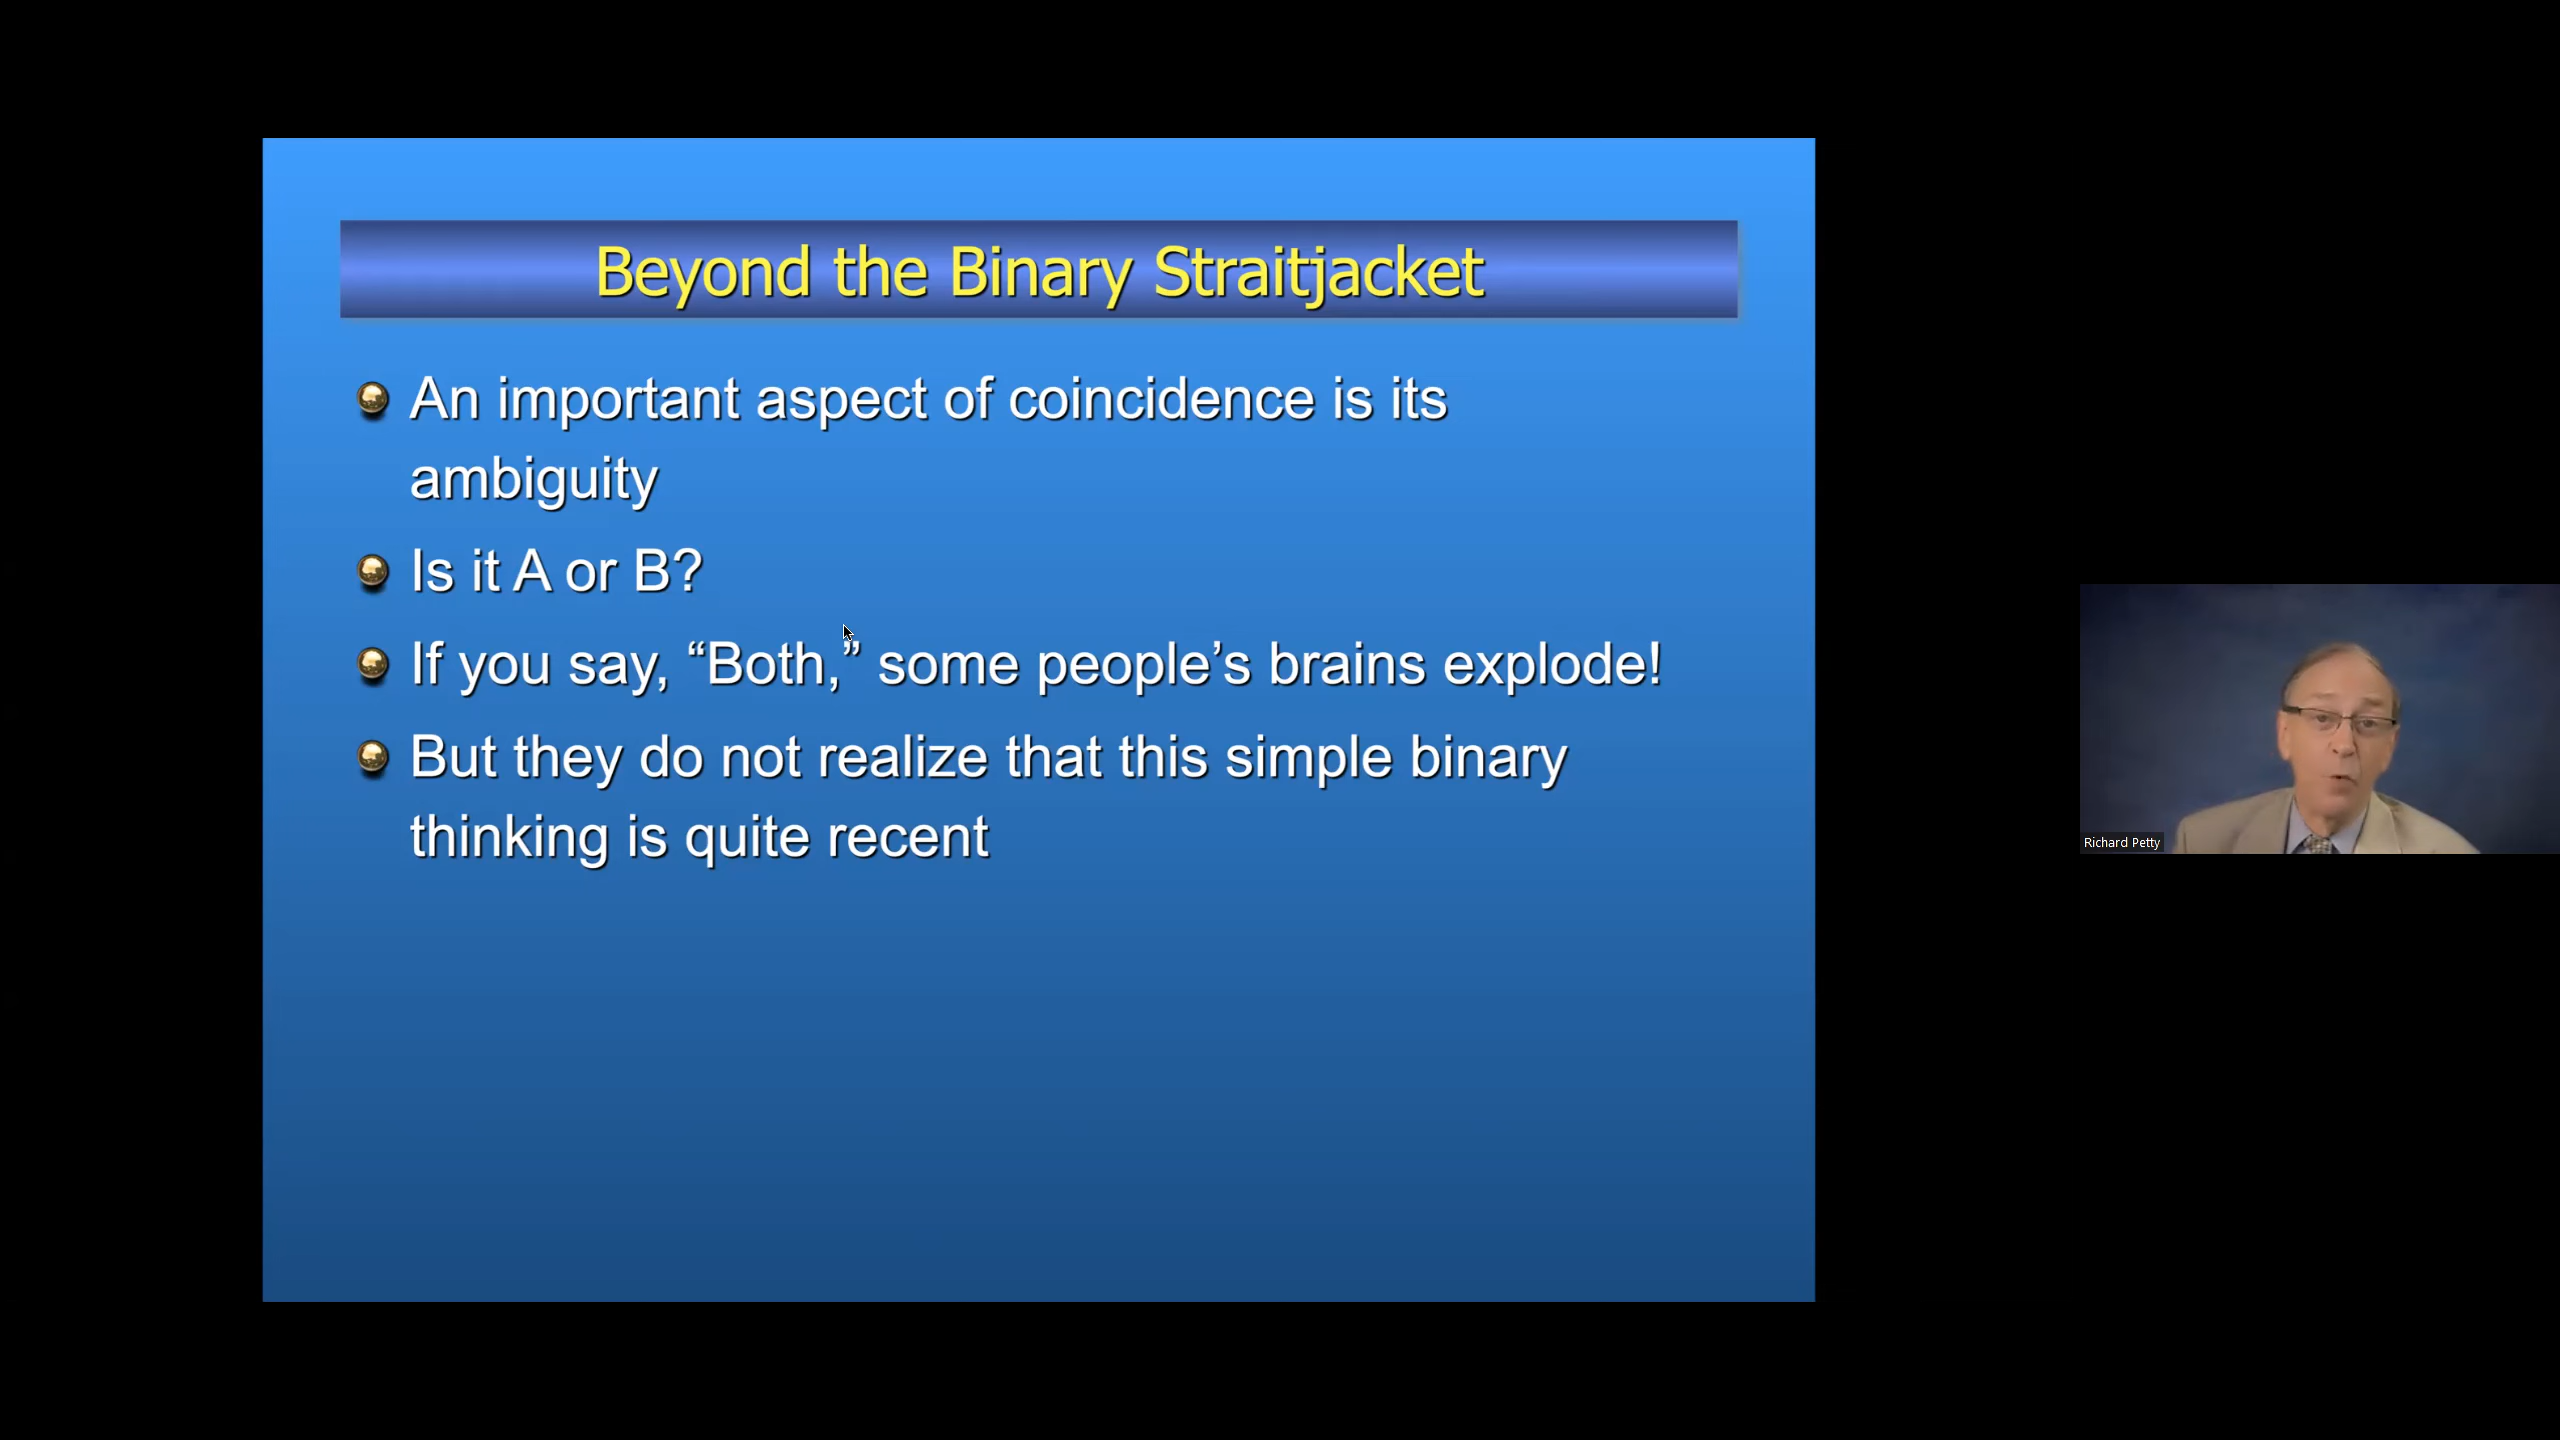 Beyond the Binary Straitjacket
An important aspect of coincidence is its
ambiguity
Is it A or B?
If you say, “Both,” some people’s brains explode!
But they do not realize that this simple binary
thinking is quite recent
Richard Petty